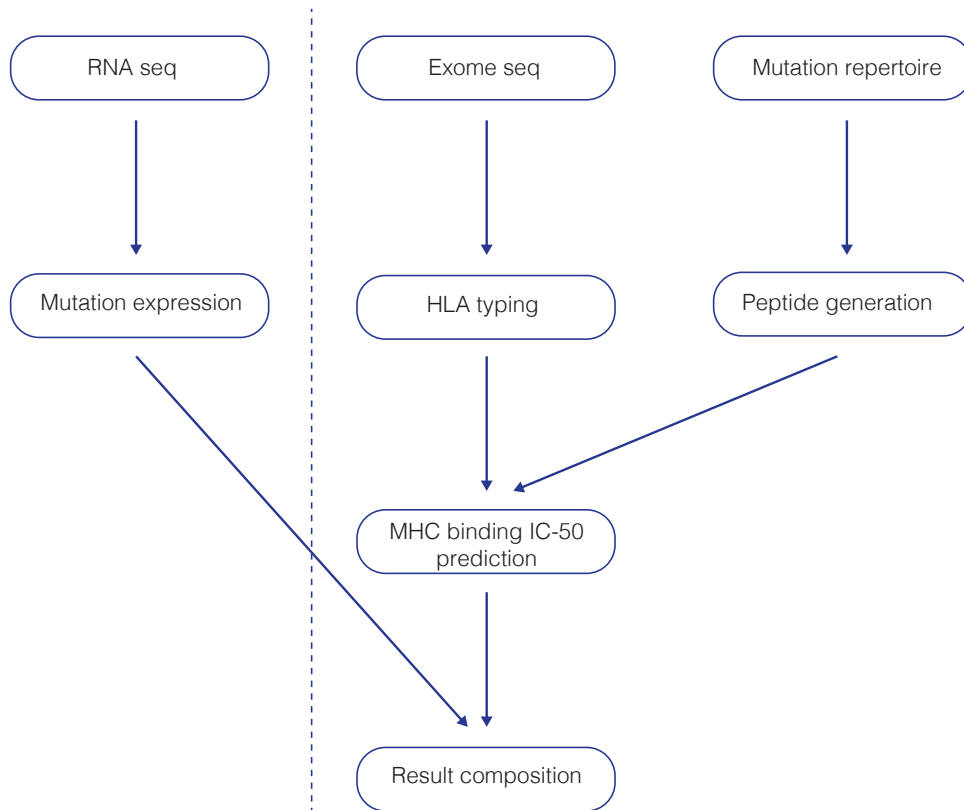 RNA seq
Exome seq
Mutation repertoire
Mutation expression
HLA typing
Peptide generation
MHC binding IC-50
prediction
Result composition